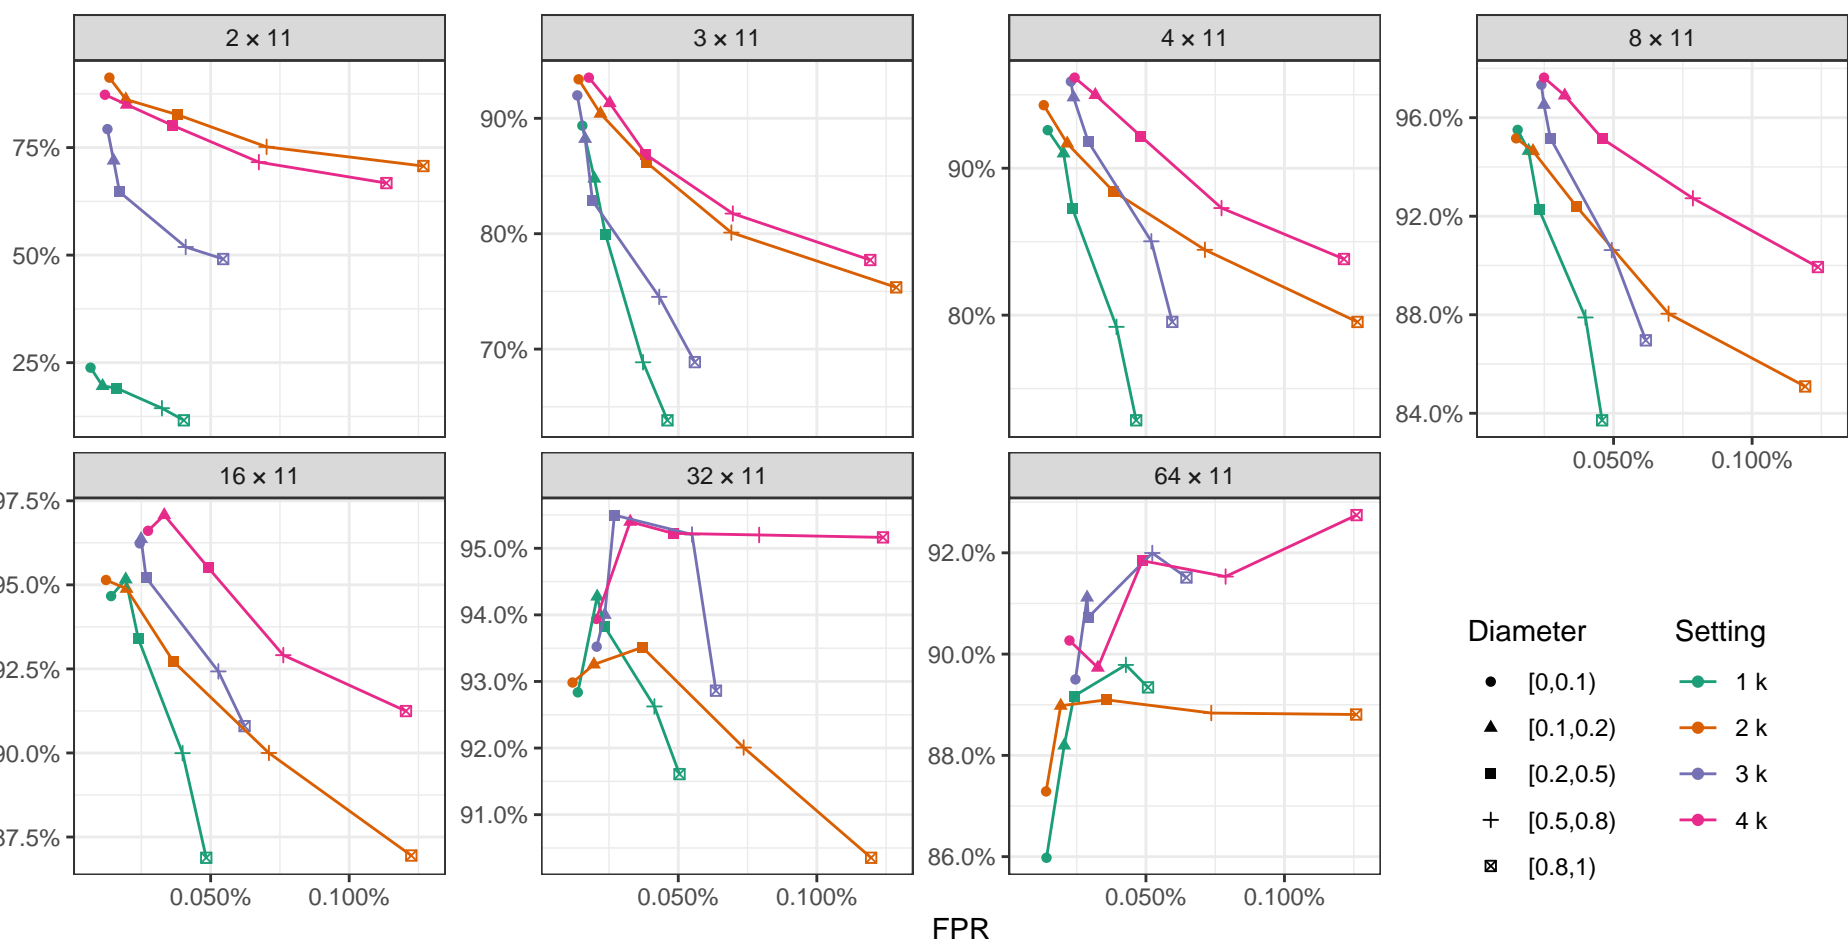 2 × 11
3 × 11
4 × 11
8 × 11
75%
50%
25%
90%
80%
70%
90%
80%
96.0%
92.0%
88.0%
84.0%
0.050% 0.100%
16 × 11
32 × 11
64 × 11
97.5%
95.0%
92.5%
90.0%
87.5%
95.0%
94.0%
93.0%
92.0%
91.0%
92.0%
90.0%
88.0%
86.0%
0.050% 0.100%
0.050% 0.100%
0.050% 0.100%
FPR
Diameter
[0,0.1)
[0.1,0.2)
[0.2,0.5)
[0.5,0.8)
[0.8,1)
Setting
1 k
2 k
3 k
4 k